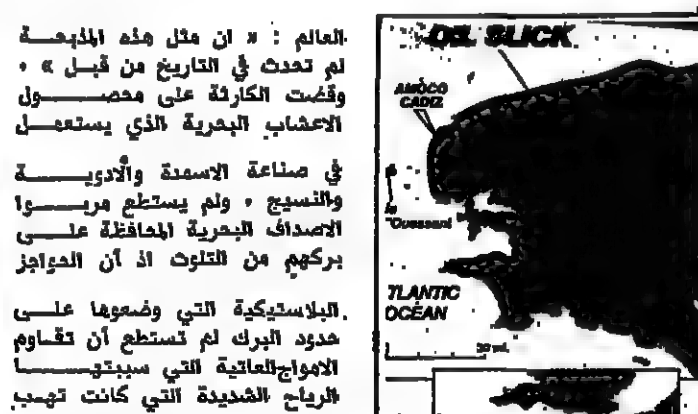 العالم : « ان مثل هذه المذبحة
لم تحدث في التاريخ من قبل » ٠
وقضت الكارثة على محصول
الاعشاب البحرية الذي يستعمل
في صناعة الاسمدة والأدوية
والنسيج ٠ ولم يستطع مربوا
الاصداف البحرية المحافظة على
بركهم من التلوث اذ أن الحواجز
البلاستيكية التي وضعوها على
حدود البرك لم تستطع أن تقاوم
الامواج العاتية التي سببتها
الرياح الشديدة التي كانت تهب
OIL SLICK
AMOCO
CADIZ
Ouessant
TLANTIC
OCEAN